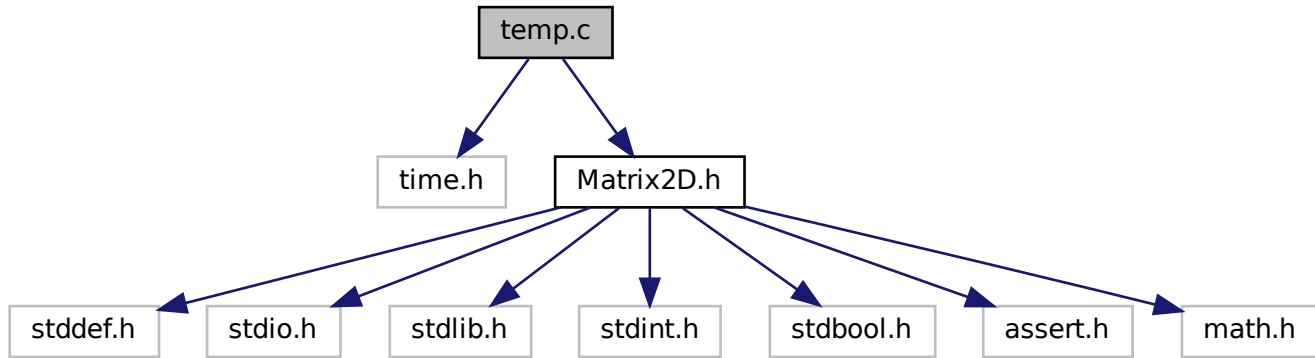 temp.c
time.h
Matrix2D.h
stddef.h
stdio.h
stdlib.h
stdint.h
stdbool.h
assert.h
math.h